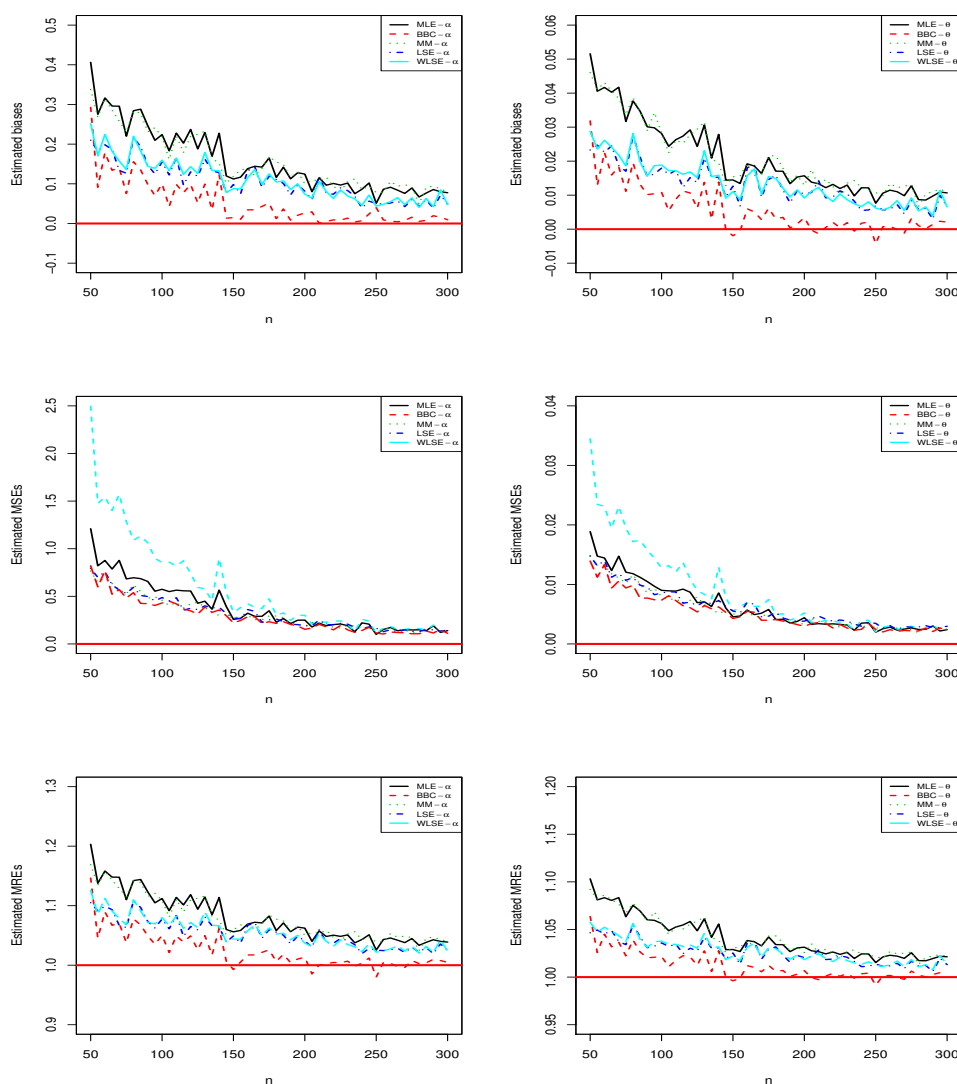 Estimated biases
0.5
0.4
0.3
0.2
0.1
0.0
−0.1
50 100 150 200 250 300
n
MLE−α
BBC−α
MM−α
LSE−α
WLSE−α
Estimated biases
0.06
0.05
0.04
0.03
0.02
0.01
0.00
−0.01
50 100 150 200 250 300
n
MLE−θ
BBC−θ
MM−θ
LSE−θ
WLSE−θ
Estimated MSEs
2.5
2.0
1.5
1.0
0.5
0.0
50 100 150 200 250 300
n
MLE−α
BBC−α
MM−α
LSE−α
WLSE−α
Estimated MSEs
0.04
0.03
0.02
0.01
0.00
50 100 150 200 250 300
n
MLE−θ
BBC−θ
MM−θ
LSE−θ
WLSE−θ
Estimated MREs
1.3
1.2
1.1
1.0
0.9
50 100 150 200 250 300
n
MLE−α
BBC−α
MM−α
LSE−α
WLSE−α
Estimated MREs
1.20
1.15
1.10
1.05
1.00
0.95
50 100 150 200 250 300
n
MLE−θ
BBC−θ
MM−θ
LSE−θ
WLSE−θ